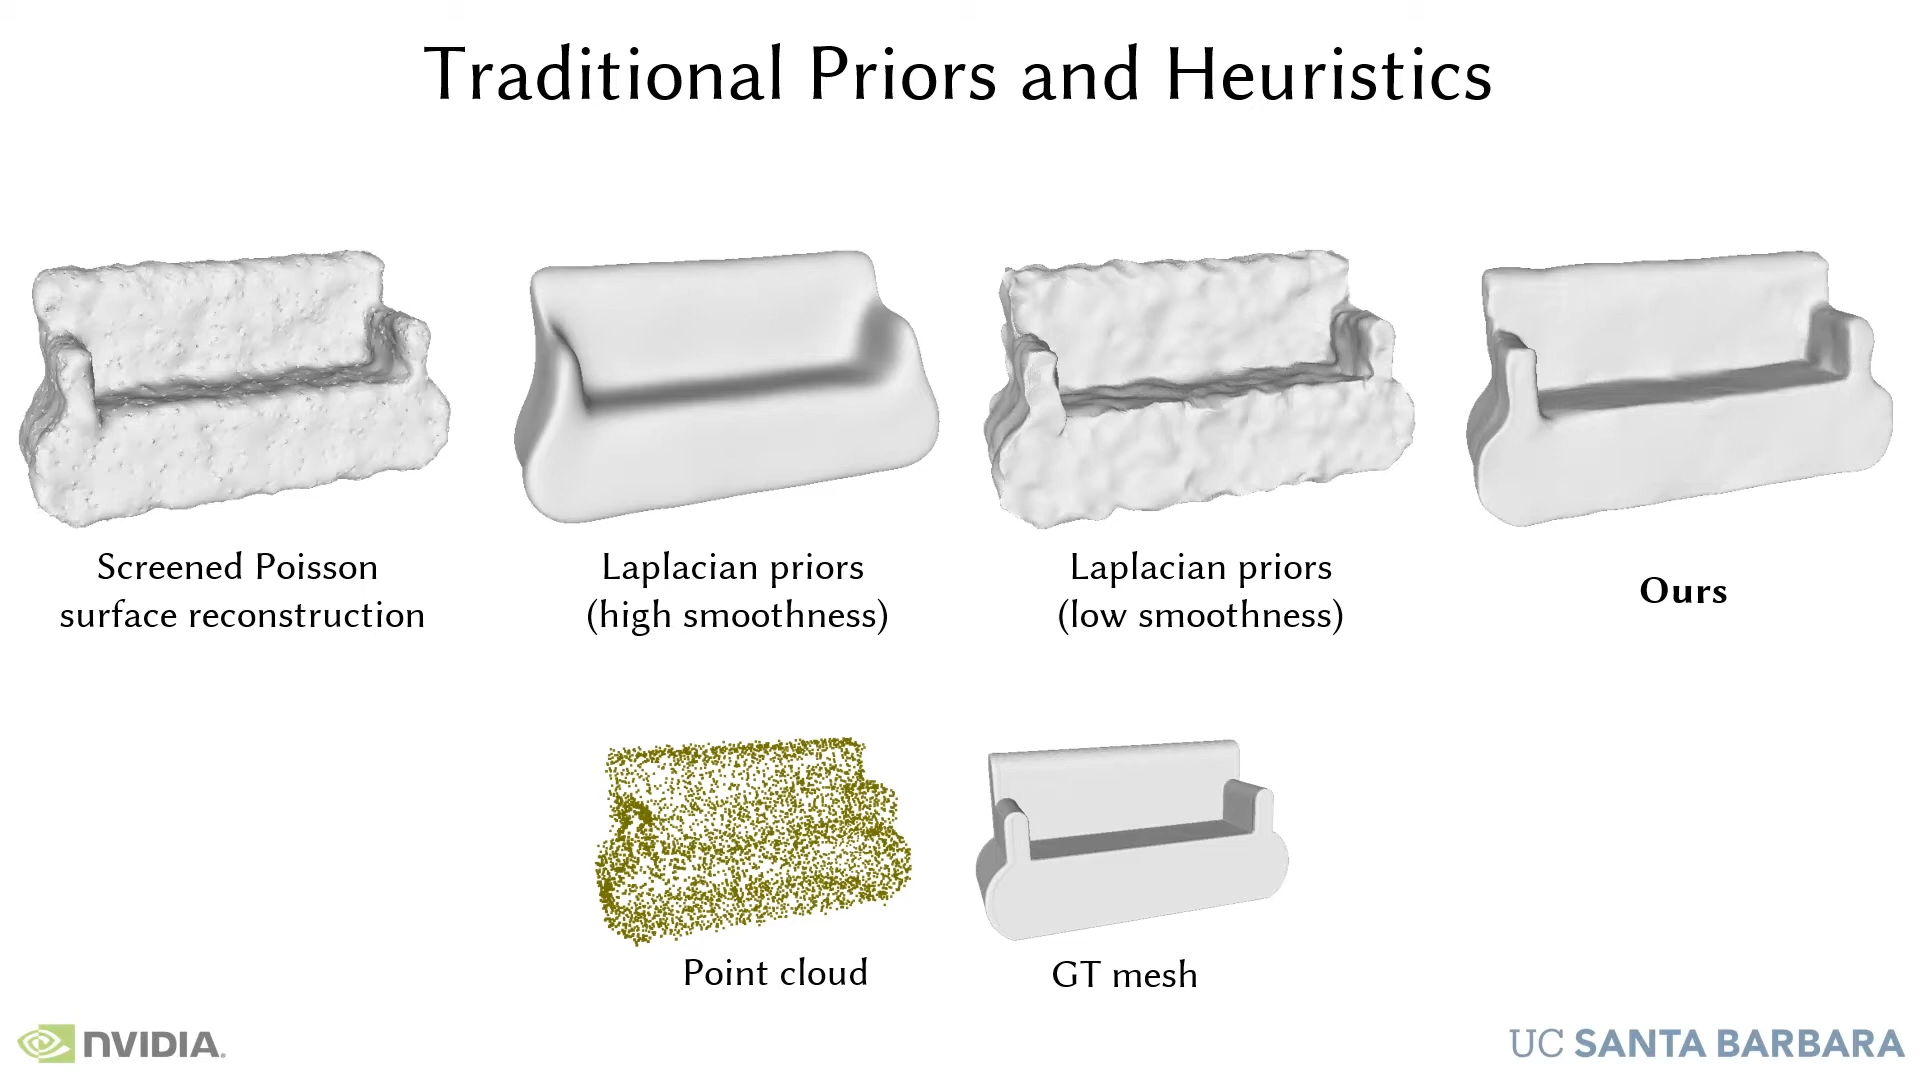 Traditional Priors and Heuristics
Screened Poisson
surface reconstruction
Laplacian priors
(high smoothness)
Laplacian priors
(low smoothness)
Ours
Point cloud
GT mesh
NVIDIA.
UC SANTA BARBARA